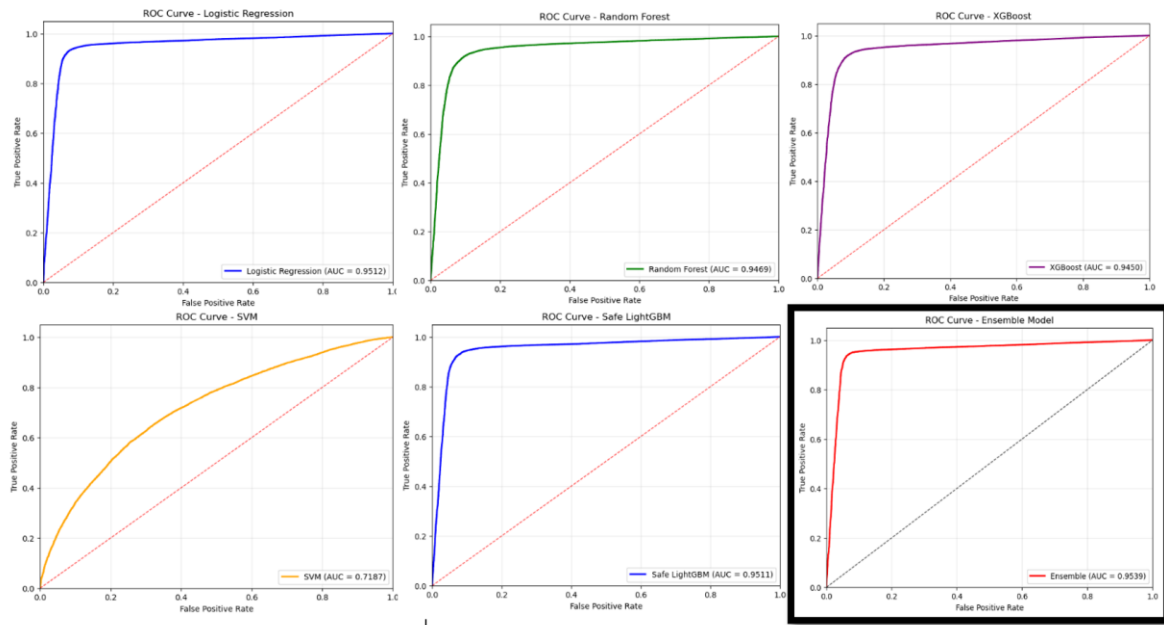 ROC Curve - Logistic Regression
1.0
0.8
0.6
0.4
0.2
0.0
True Positive Rate
Logistic Regression (AUC = 0.9512)
0.0 0.2 0.4 0.6 0.8 1.0
False Positive Rate
ROC Curve - Random Forest
1.0
0.8
0.6
0.4
0.2
0.0
True Positive Rate
Random Forest (AUC = 0.9469)
0.0 0.2 0.4 0.6 0.8 1.0
False Positive Rate
ROC Curve - XGBoost
1.0
0.8
0.6
0.4
0.2
0.0
True Positive Rate
XGBoost (AUC = 0.9450)
0.0 0.2 0.4 0.6 0.8 1.0
False Positive Rate
ROC Curve - SVM
1.0
0.8
0.6
0.4
0.2
0.0
True Positive Rate
SVM (AUC = 0.7187)
0.0 0.2 0.4 0.6 0.8 1.0
False Positive Rate
ROC Curve - Safe LightGBM
1.0
0.8
0.6
0.4
0.2
0.0
True Positive Rate
Safe LightGBM (AUC = 0.9511)
0.0 0.2 0.4 0.6 0.8 1.0
False Positive Rate
ROC Curve - Ensemble Model
1.0
0.8
0.6
0.4
0.2
0.0
True Positive Rate
Ensemble (AUC = 0.9539)
0.0 0.2 0.4 0.6 0.8 1.0
False Positive Rate